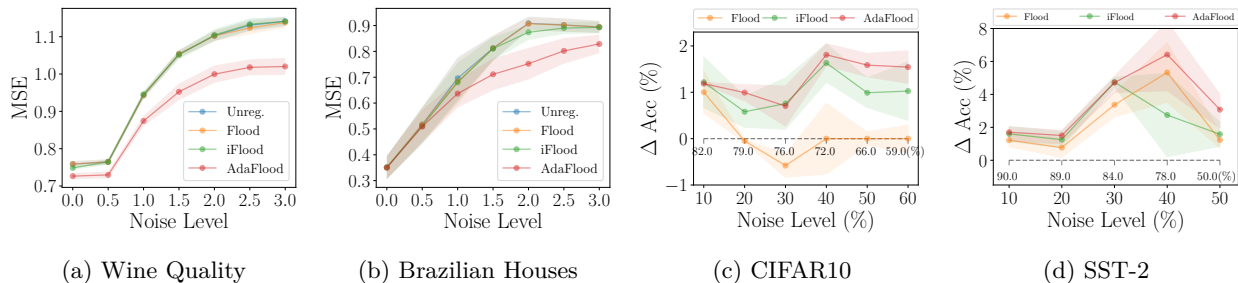 1.1
1.0
0.9
0.8
0.7
MSE
Unreg.
Flood
iFlood
AdaFlood
0.0 0.5 1.0 1.5 2.0 2.5 3.0
Noise Level
(a) Wine Quality
0.9
0.8
0.7
0.6
0.5
0.4
0.3
MSE
Unreg.
Flood
iFlood
AdaFlood
0.0 0.5 1.0 1.5 2.0 2.5 3.0
Noise Level
(b) Brazilian Houses
Flood iFlood AdaFlood
2
1
0
−1
Δ Acc (%)
82.0 79.0 76.0 72.0 66.0 59.0(%)
10 20 30 40 50 60
Noise Level (%)
(c) CIFAR10
Flood iFlood AdaFlood
8
6
4
2
0
Δ Acc (%)
90.0 89.0 84.0 78.0 50.0(%)
10 20 30 40 50
Noise Level (%)
(d) SST-2